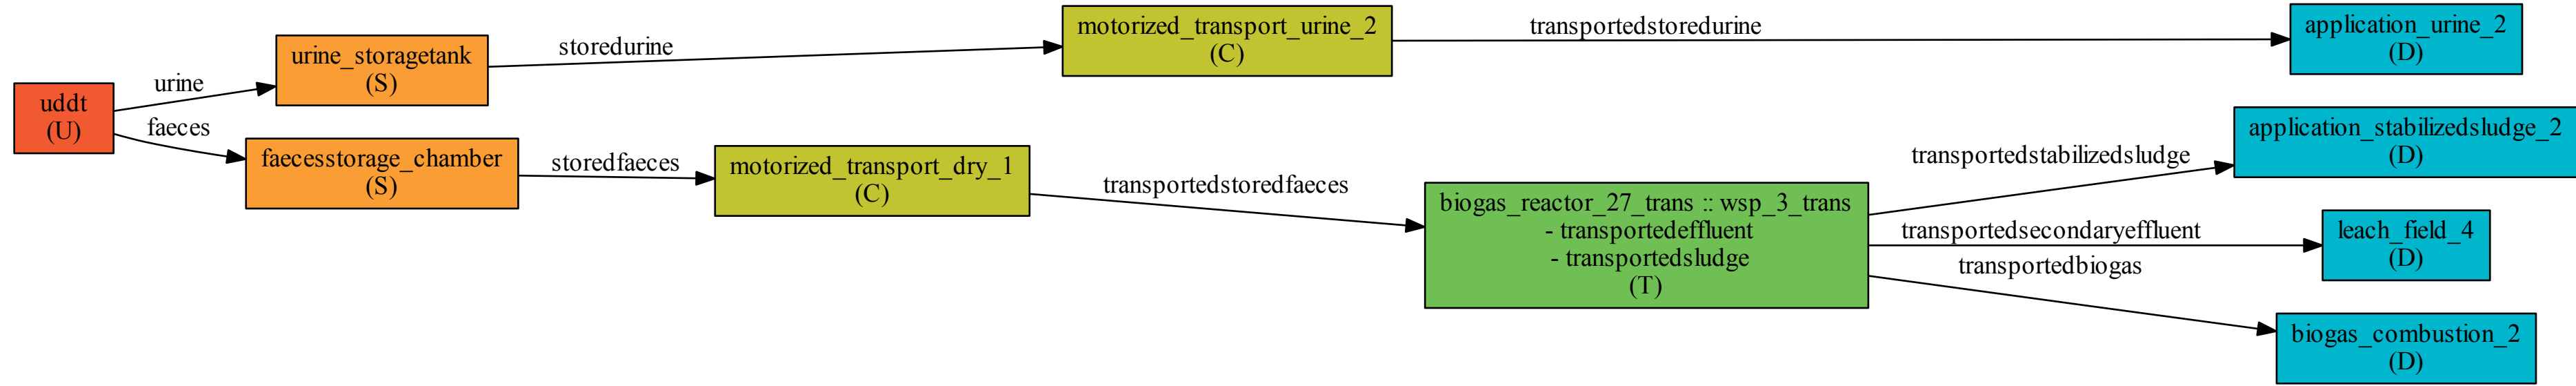 uddt
(U)
urine
faeces
urine_storagetank
(S)
faecesstorage_chamber
(S)
storedurine
storedfaeces
motorized_transport_dry_1
(C)
motorized_transport_urine_2
(C)
transportedstoredfaeces
transportedstoredurine
biogas_reactor_27_trans :: wsp_3_trans
- transportedeffluent
- transportedsludge
(T)
transportedstabilizedsludge
transportedsecondaryeffluent
transportedbiogas
application_urine_2
(D)
application_stabilizedsludge_2
(D)
leach_field_4
(D)
biogas_combustion_2
(D)